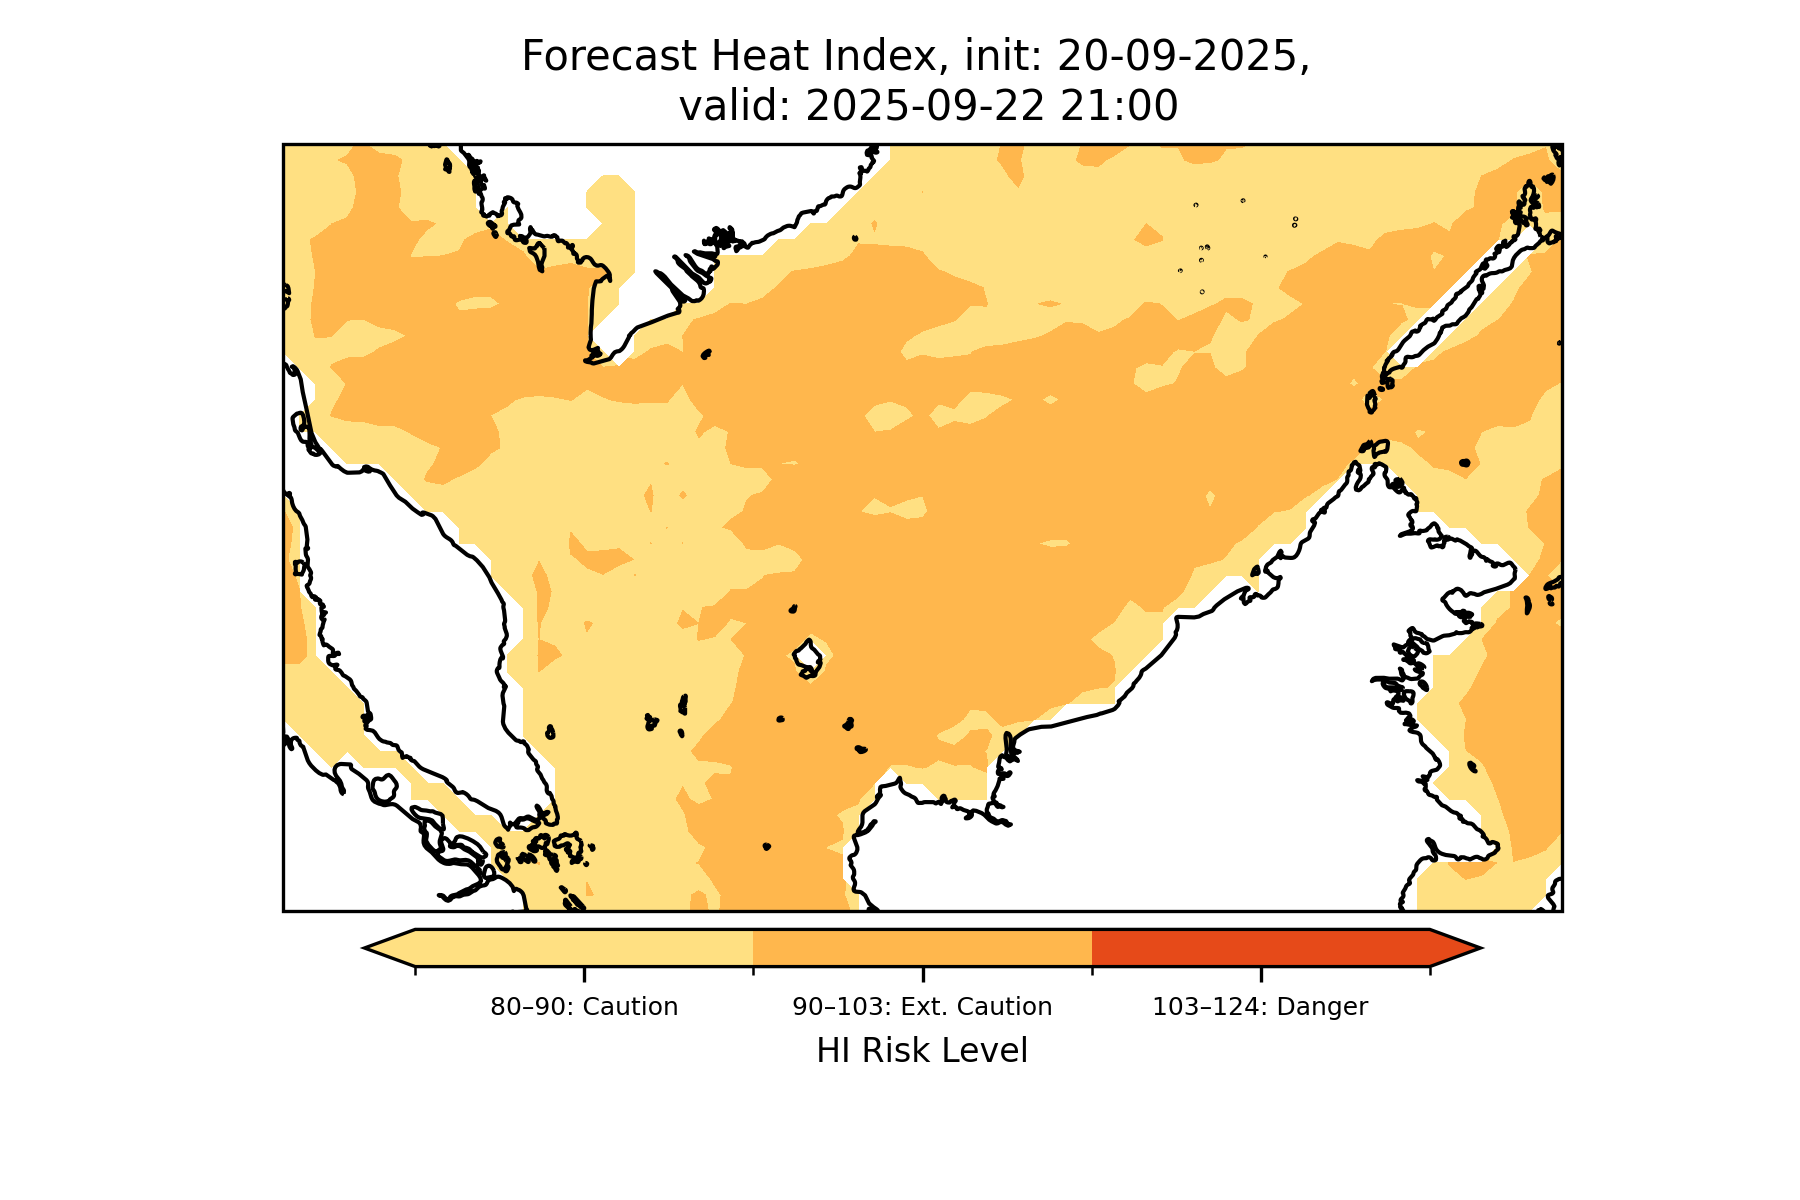 Forecast Heat Index, init: 20-09-2025,
valid: 2025-09-22 21:00
80–90: Caution
90–103: Ext. Caution
103–124: Danger
HI Risk Level